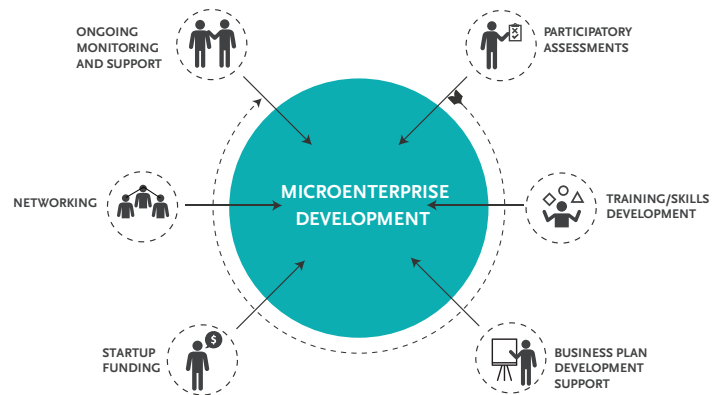 ONGOING
MONITORING
AND SUPPORT
PARTICIPATORY
ASSESSMENTS
NETWORKING
MICROENTERPRISE
DEVELOPMENT
TRAINING/SKILLS
DEVELOPMENT
$
STARTUP
FUNDING
BUSINESS PLAN
DEVELOPMENT
SUPPORT